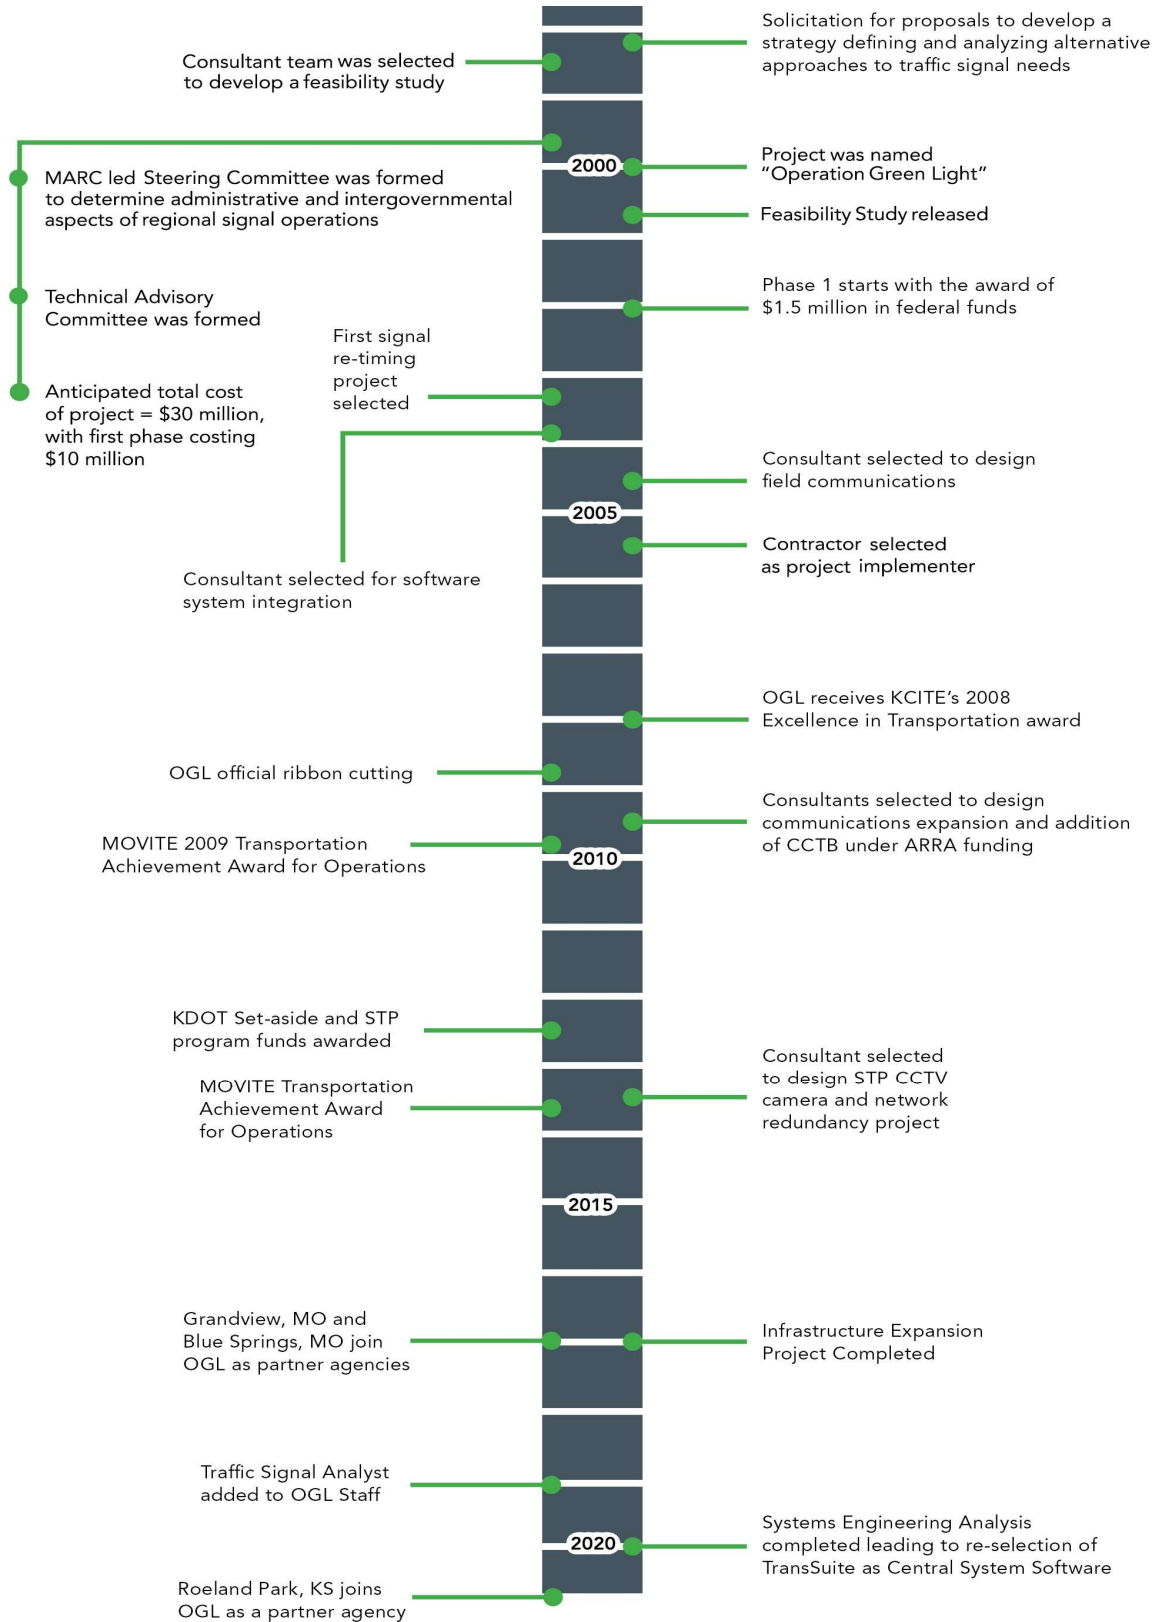 Solicitation for proposals to develop a
strategy defining and analyzing alternative
approaches to traffic signal needs
Consultant team was selected
to develop a feasibility study
2000
Project was named
“Operation Green Light”
MARC led Steering Committee was formed
to determine administrative and intergovernmental
aspects of regional signal operations
Feasibility Study released
Technical Advisory
Committee was formed
Phase 1 starts with the award of
$1.5 million in federal funds
First signal
re-timing
project
selected
Anticipated total cost
of project = $30 million,
with first phase costing
$10 million
Consultant selected to design
field communications
2005
Contractor selected
as project implementer
Consultant selected for software
system integration
OGL receives KCITE’s 2008
Excellence in Transportation award
OGL official ribbon cutting
Consultants selected to design
communications expansion and addition
of CCTB under ARRA funding
MOVITE 2009 Transportation
Achievement Award for Operations
2010
KDOT Set-aside and STP
program funds awarded
Consultant selected
to design STP CCTV
camera and network
redundancy project
MOVITE Transportation
Achievement Award
for Operations
2015
Grandview, MO and
Blue Springs, MO join
OGL as partner agencies
Infrastructure Expansion
Project Completed
Traffic Signal Analyst
added to OGL Staff
2020
Systems Engineering Analysis
completed leading to re-selection of
TransSuite as Central System Software
Roeland Park, KS joins
OGL as a partner agency